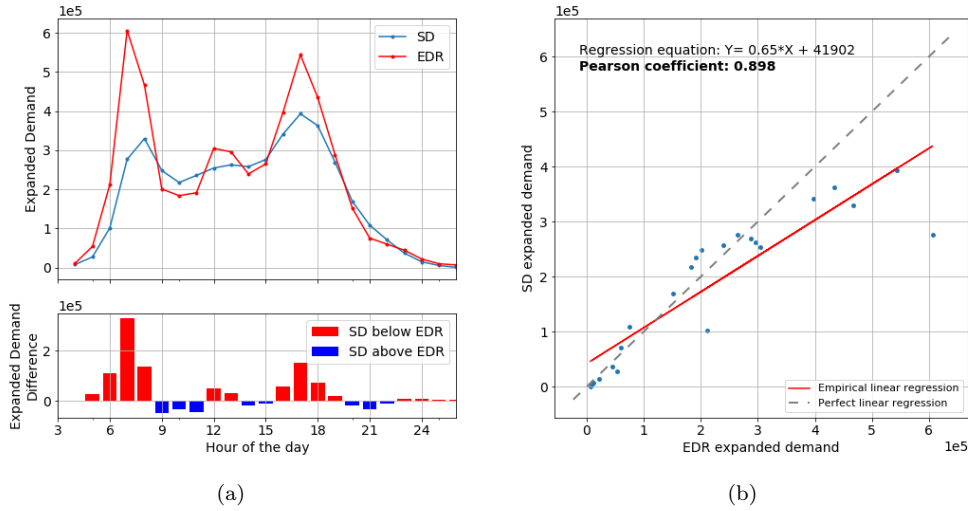 1e5
6
5
4
3
2
1
0
Expanded Demand
SD
EDR
1e5
2
0
Expanded Demand
Difference
SD below EDR
SD above EDR
3 6 9 12 15 18 21 24
Hour of the day
(a)
1e5
6
5
4
3
2
1
0
SD expanded demand
Regression equation: Y= 0.65*X + 41902
Pearson coefficient: 0.898
Empirical linear regression
Perfect linear regression
0 1 2 3 4 5 6
1e5
EDR expanded demand
(b)